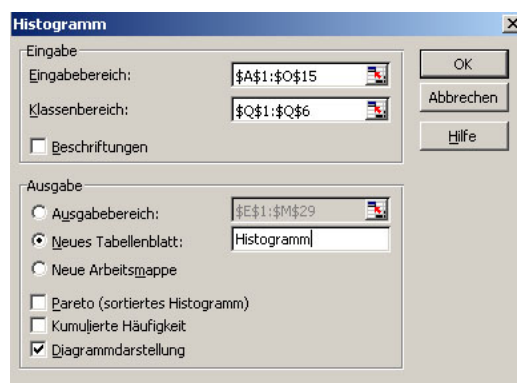 Histogramm
Eingabe
Eingabebereich: $A$1:$O$15
Klassenbereich: $Q$1:$Q$6
Beschriftungen
OK
Abbrechen
Hilfe
Ausgabe
Ausgabebereich: $E$1:$M$29
Neues Tabellenblatt: Histogramm
Neue Arbeitsmappe
Pareto (sortiertes Histogramm)
Kumulierte Häufigkeit
Diagrammdarstellung